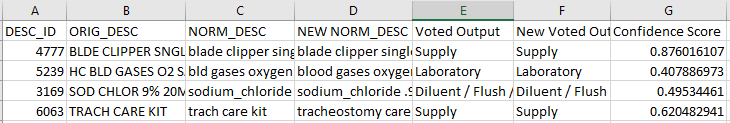 A B C D E F G
DESC_ID ORIG_DESC NORM_DESC NEW NORM_DESC Voted Output New Voted Out Confidence Score
4777 BLDE CLIPPER SNGL blade clipper sing blade clipper singl Supply Supply 0.876016107
5239 HC BLD GASES O2 S bld gases oxygen blood gases oxyge Laboratory Laboratory 0.407886973
3169 SOD CHLOR 9% 20M sodium_chloride sodium_chloride .9 Diluent / Flush / Diluent / Flush 0.49534461
6063 TRACH CARE KIT trach care kit tracheostomy care Supply Supply 0.620482941